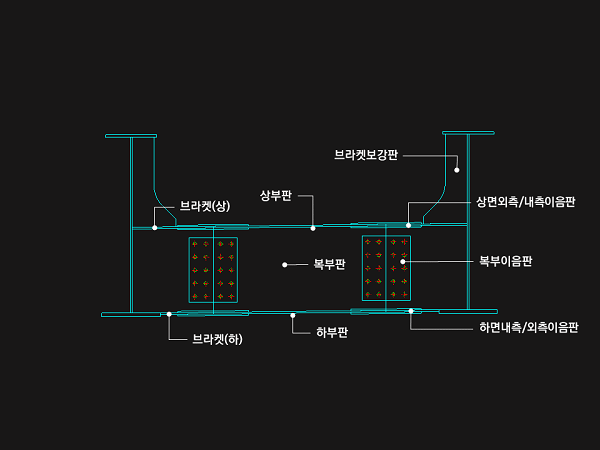 브라켓보강판
상부판
브라켓(상)
상면외측/내측이음판
복부판
복부이음판
하부판
브라켓(하)
하면내측/외측이음판